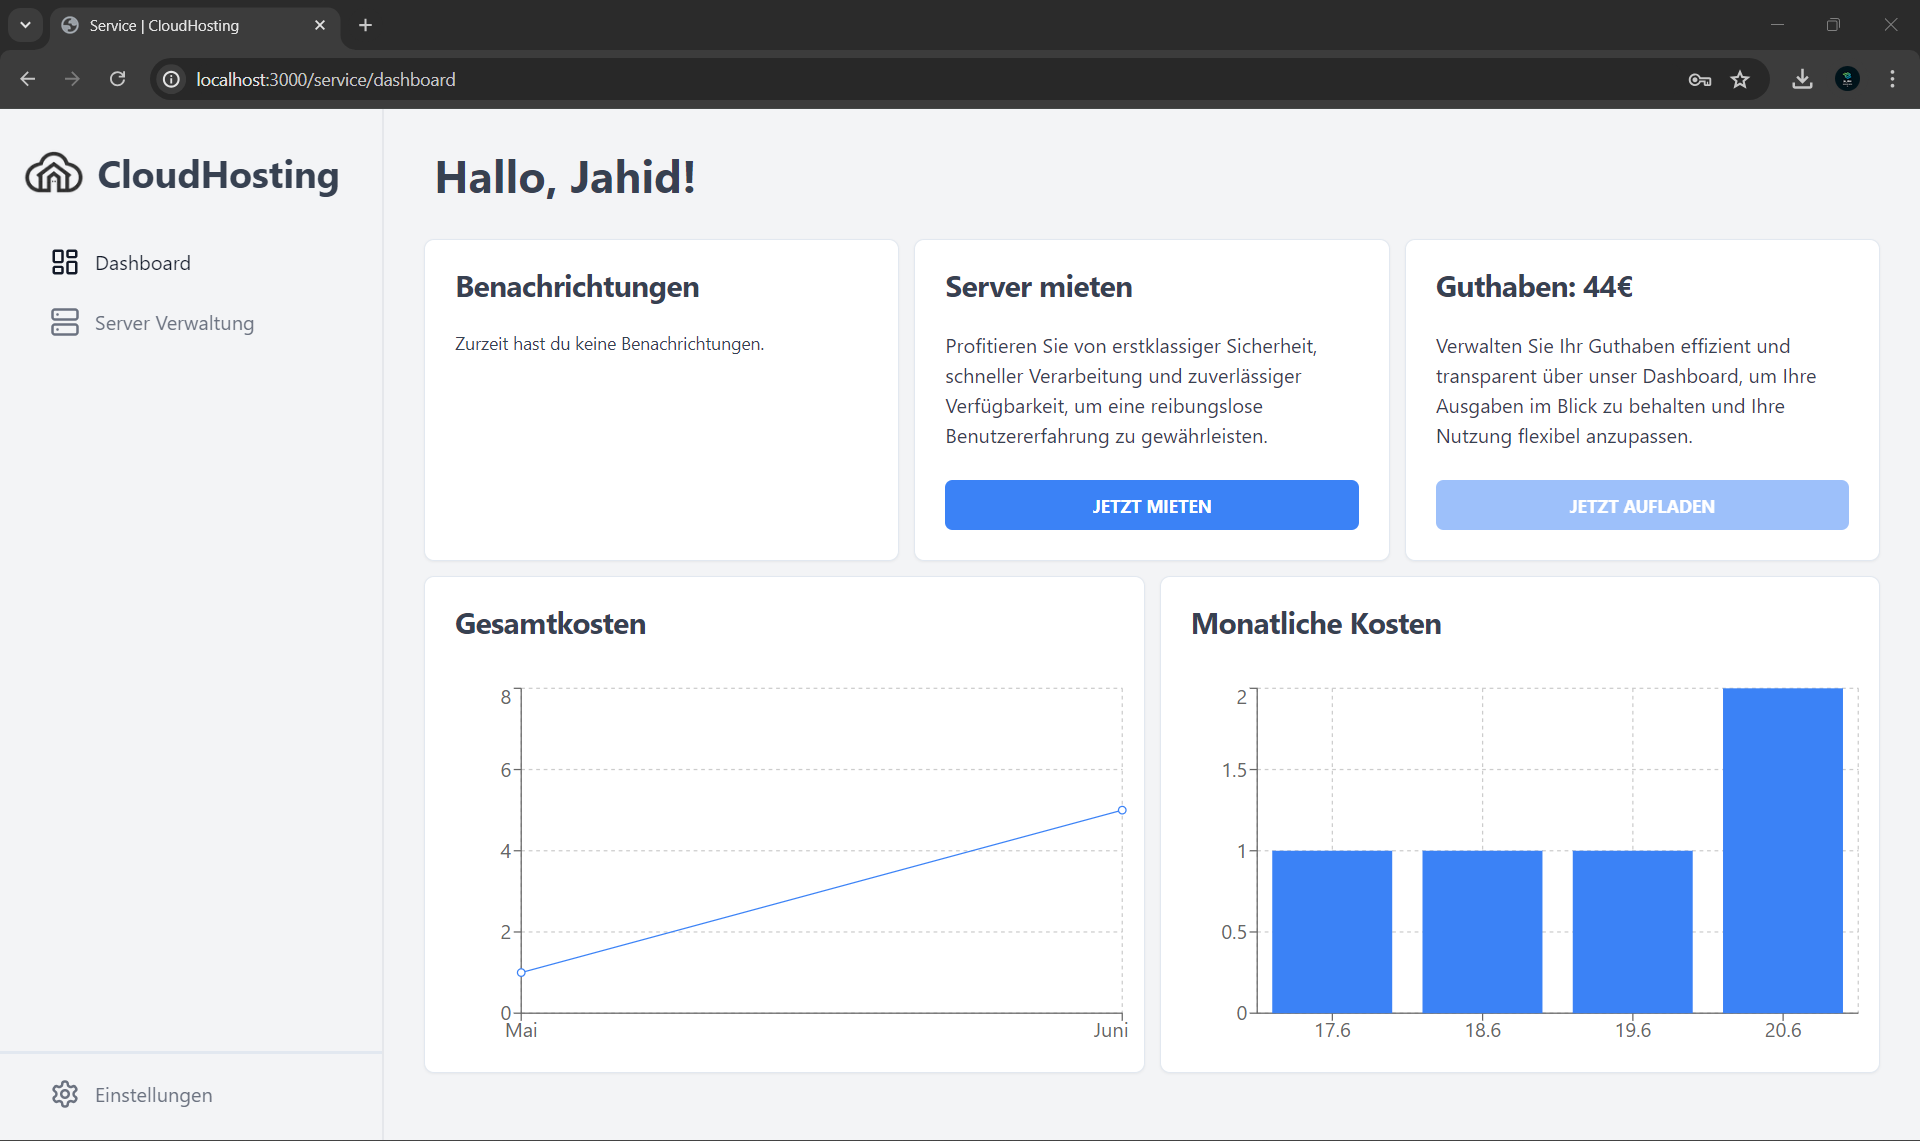 Service | CloudHosting
localhost:3000/service/dashboard
CloudHosting
Dashboard
Server Verwaltung
Einstellungen
Hallo, Jahid!
Benachrichtungen
Zurzeit hast du keine Benachrichtungen.
Server mieten
Profitieren Sie von erstklassiger Sicherheit,
schneller Verarbeitung und zuverlässiger
Verfügbarkeit, um eine reibungslose
Benutzererfahrung zu gewährleisten.
JETZT MIETEN
Guthaben: 44€
Verwalten Sie Ihr Guthaben effizient und
transparent über unser Dashboard, um Ihre
Ausgaben im Blick zu behalten und Ihre
Nutzung flexibel anzupassen.
JETZT AUFLADEN
Gesamtkosten
8
6
4
2
0
Mai Juni
Monatliche Kosten
2
1.5
1
0.5
0
17.6 18.6 19.6 20.6